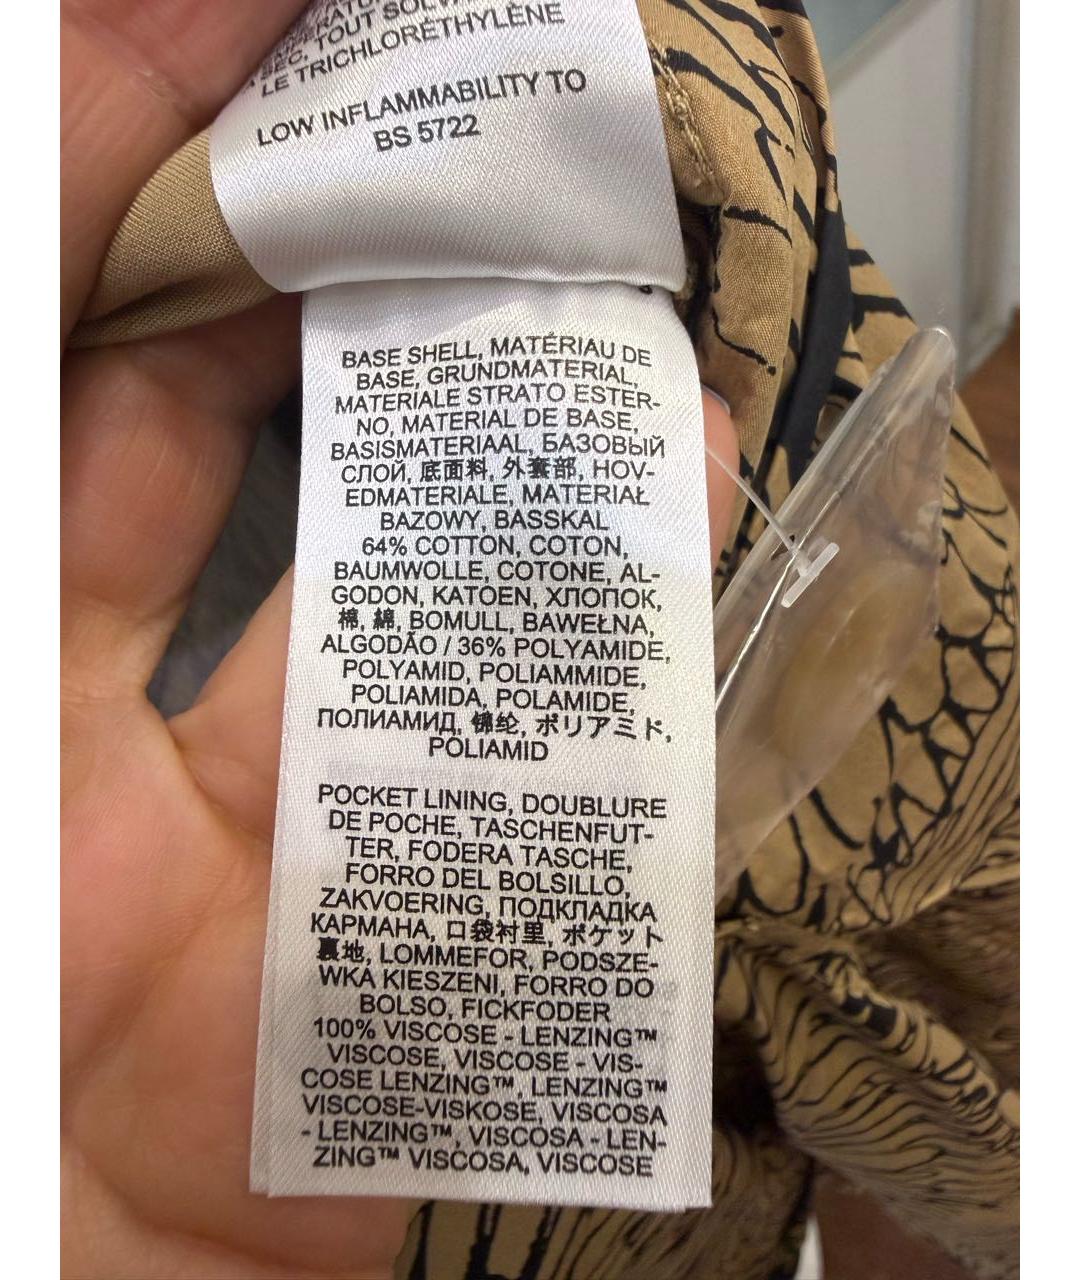 SEC, TOUT
LE TRICHLORÉTHYLÈNE
LOW INFLAMMABILITY TO
BS 5722
BASE SHELL, MATÉRIAU DE
BASE, GRUNDMATERIAL,
MATERIALE STRATO ESTER-
NO, MATERIAL DE BASE,
BASISMATERIAAL, БАЗОВЫЙ
СЛОЙ, 底面料, 外套部, HOV-
EDMATERIALE, MATERIAŁ
BAZOWY, BASSKAL
64% COTTON, COTON,
BAUMWOLLE, COTONE, AL-
GODON, KATOEN, ХЛОПОК,
棉, 綿, BOMULL, BAWEŁNA,
ALGODÃO / 36% POLYAMIDE,
POLYAMID, POLIAMMIDE,
POLIAMIDA, POLAMIDE,
ПОЛИАМИД, 锦纶, ポリアミド,
POLIAMID
POCKET LINING, DOUBLURE
DE POCHE, TASCHENFUT-
TER, FODERA TASCHE,
FORRO DEL BOLSILLO,
ZAKVOERING, ПОДКЛАДКА
КАРМАНА, 口袋衬里, ポケット
裏地, LOMMEFOR, PODSZE-
WKA KIESZENI, FORRO DO
BOLSO, FICKFODER
100% VISCOSE - LENZING™
VISCOSE, VISCOSE - VIS-
COSE LENZING™, LENZING™
VISCOSE-VISKOSE, VISCOSA
- LENZING™, VISCOSA - LEN-
ZING™ VISCOSA, VISCOSE